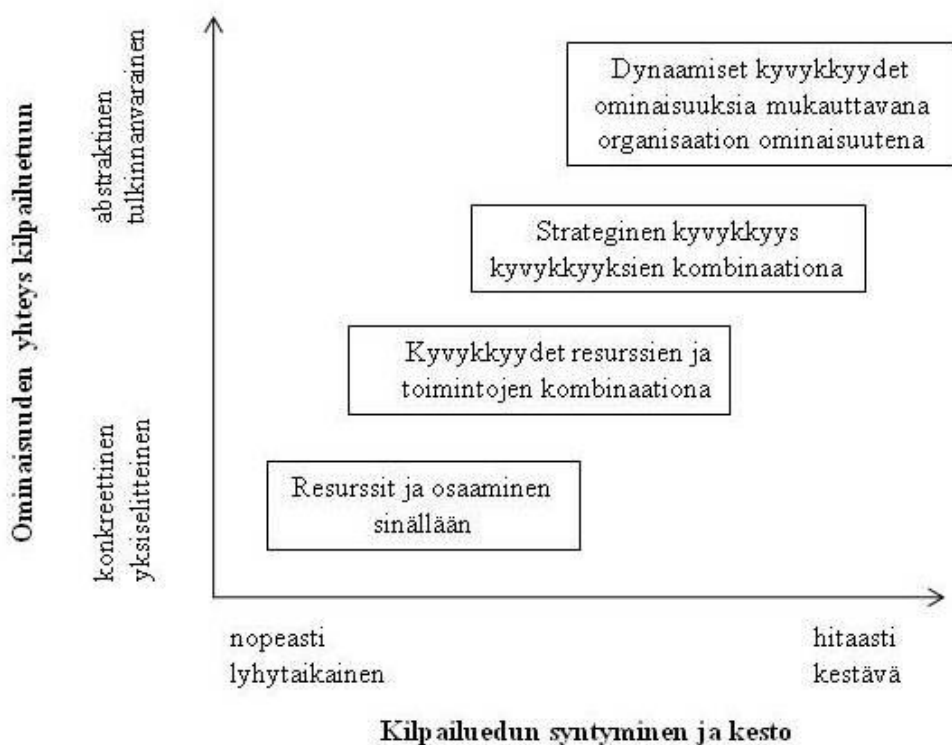 Ominaisuuden yhteys kilpailuetuun
abstraktinen
tulkinnanvarainen
konkreettinen
yksiselitteinen
Dynaamiset kyvykkyydet
ominaisuuksia mukauttavana
organisaation ominaisuutena
Strateginen kyvykkyys
kyvykkyyksien kombinaationa
Kyvykkyydet resurssien ja
toimintojen kombinaationa
Resurssit ja osaaminen
sinällään
nopeasti
lyhytaikainen
hitaasti
kestävä
Kilpailuedun syntyminen ja kesto